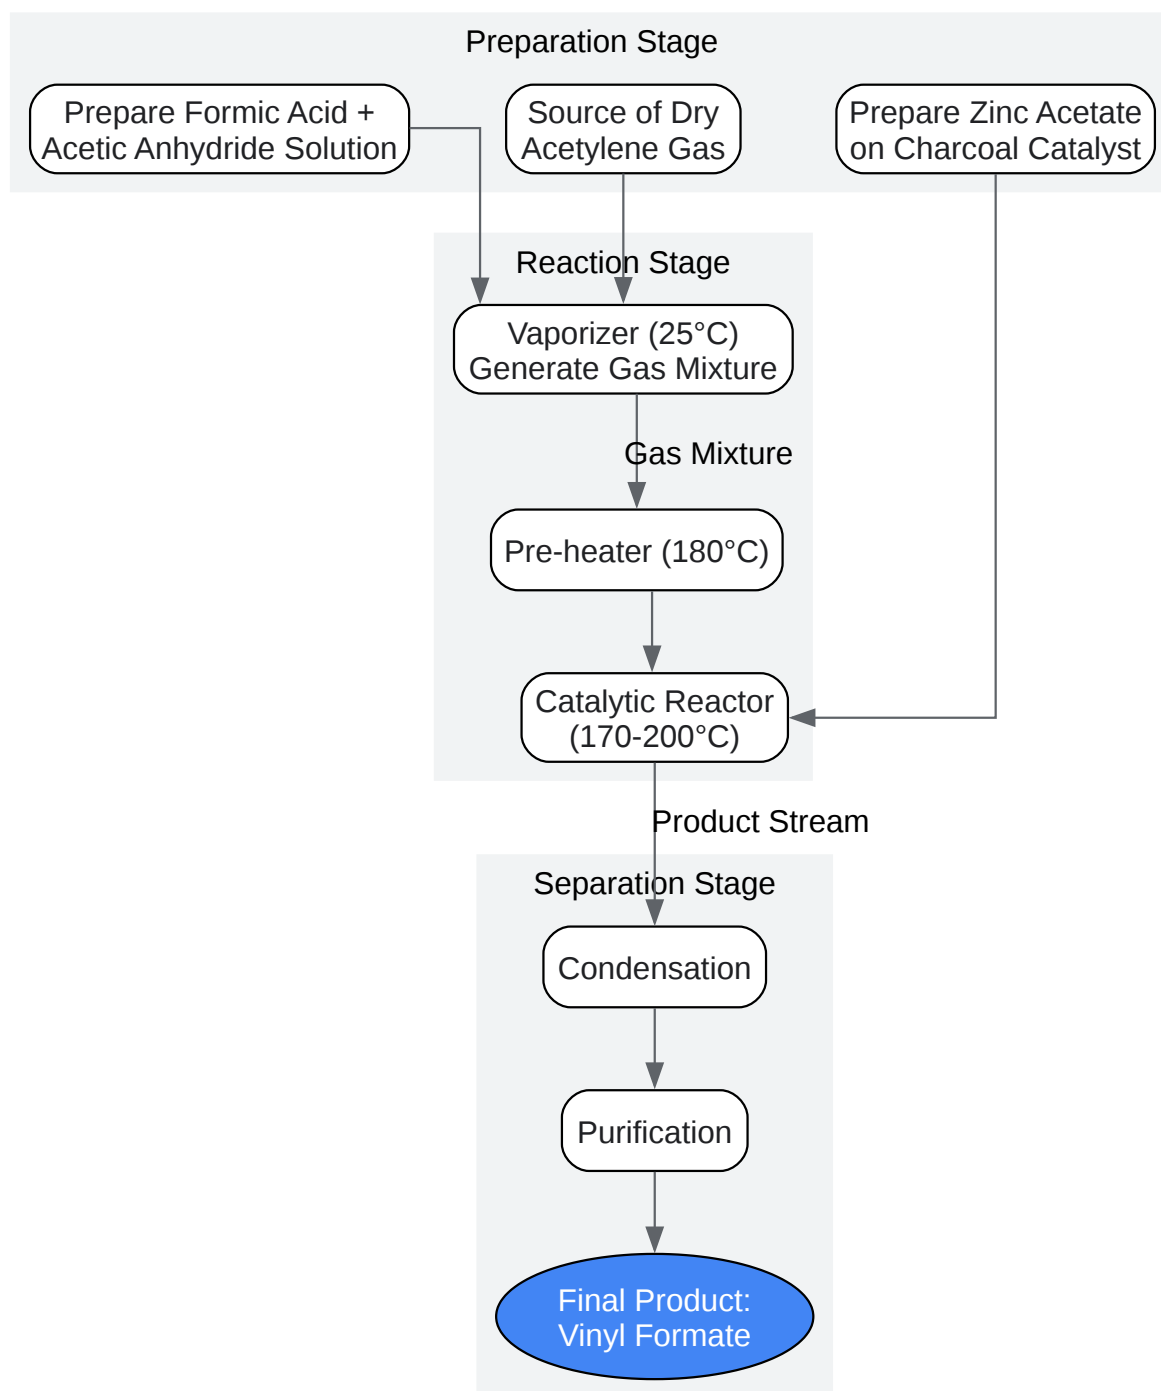 Preparation Stage
Prepare Formic Acid +
Acetic Anhydride Solution
Source of Dry
Acetylene Gas
Prepare Zinc Acetate
on Charcoal Catalyst
Reaction Stage
Vaporizer (25°C)
Generate Gas Mixture
Gas Mixture
Pre-heater (180°C)
Catalytic Reactor
(170-200°C)
Product Stream
Separation Stage
Condensation
Purification
Final Product:
Vinyl Formate